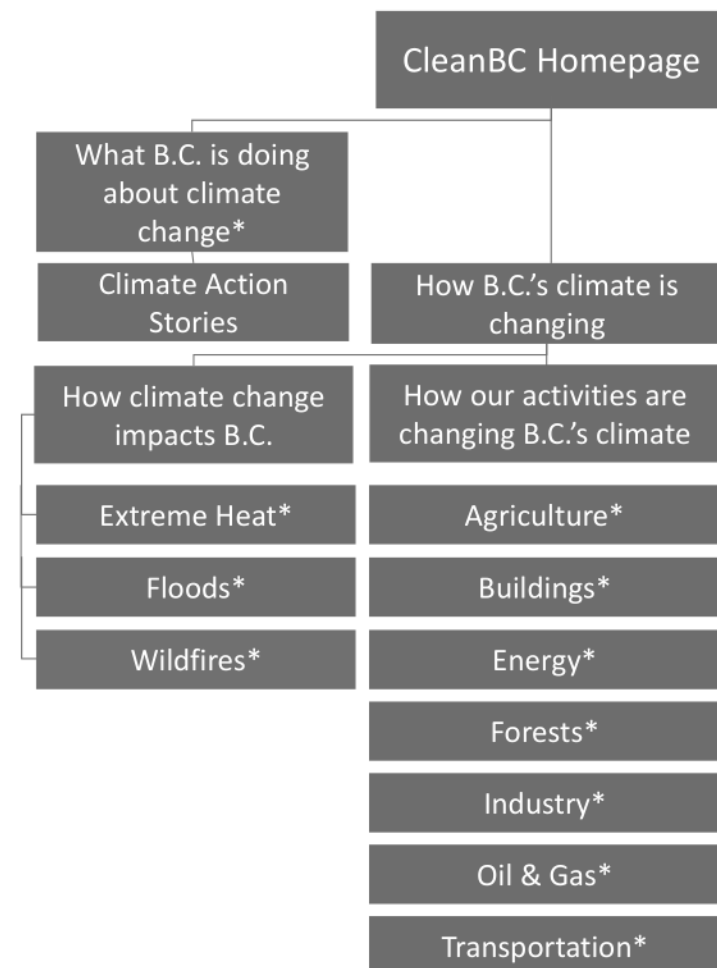 CleanBC Homepage
What B.C. is doing
about climate
change*
Climate Action
Stories
How B.C.’s climate is
changing
How climate change
impacts B.C.
How our activities are
changing B.C.’s climate
Extreme Heat*
Floods*
Wildfires*
Agriculture*
Buildings*
Energy*
Forests*
Industry*
Oil & Gas*
Transportation*